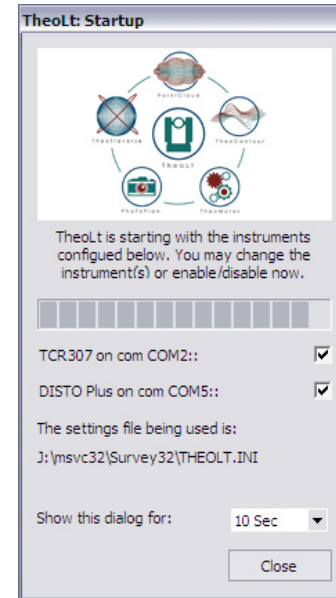 TheoLt: Startup
PointCloud
TheoTraverse
TheoContour
TheoLt
PhotoPlan
TheoMotor
TheoLt is starting with the instruments
configued below. You may change the
instrument(s) or enable/disable now.
TCR307 on com COM2::
DISTO Plus on com COM5::
The settings file being used is:
J:\msvc32\Survey32\THEOLT.INI
Show this dialog for:
10 Sec
Close